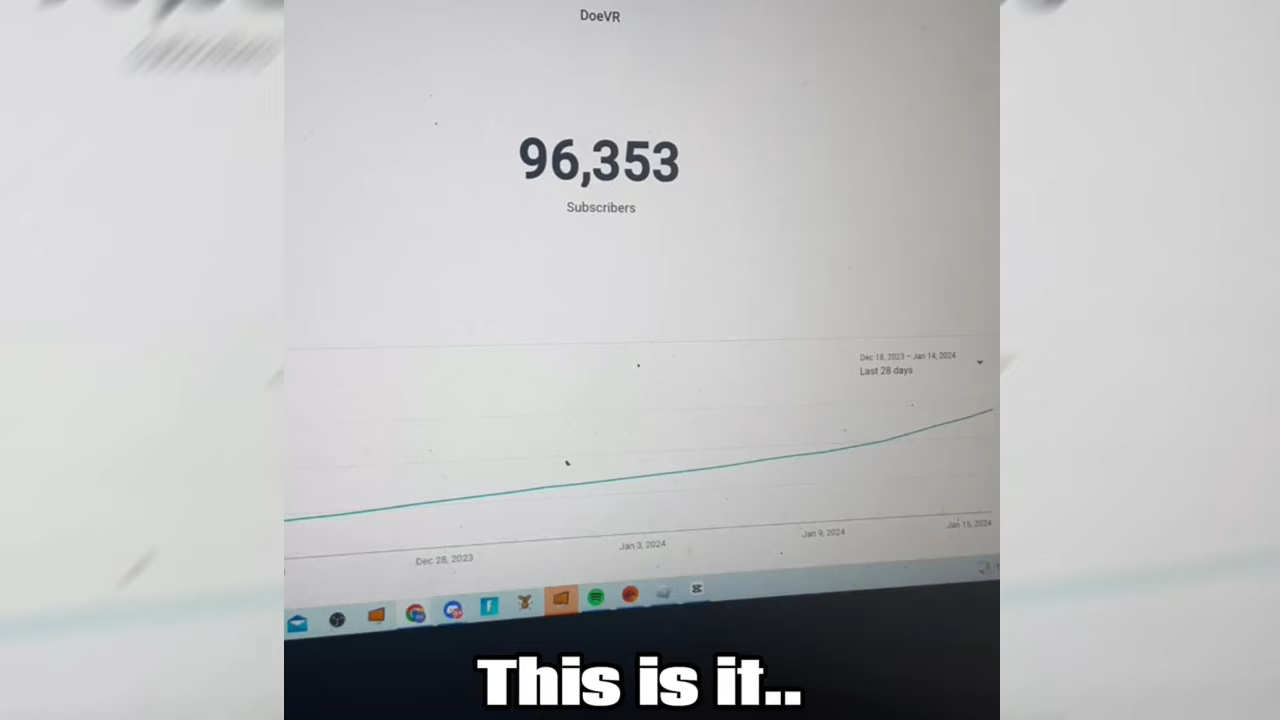 DoeVR
96,353
Subscribers
Dec 18, 2023 – Jan 14, 2024
Last 28 days
Dec 28, 2023
Jan 3, 2024
Jan 9, 2024
Jan 15, 2024
This is it..